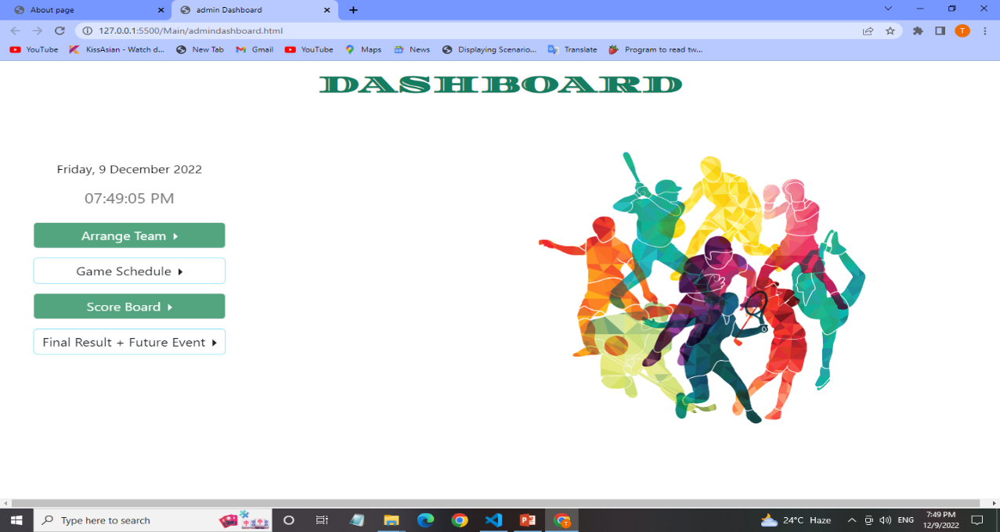 About page
admin Dashboard
127.0.0.1:5500/Main/admindashboard.html
T
YouTube
KissAsian - Watch d...
New Tab
Gmail
YouTube
Maps
News
Displaying Scenario...
Translate
Program to read tw...
DASHBOARD
Friday, 9 December 2022
07:49:05 PM
Arrange Team
Game Schedule
Score Board
Final Result + Future Event
Type here to search
24°C Haze
ENG
7:49 PM
12/9/2022